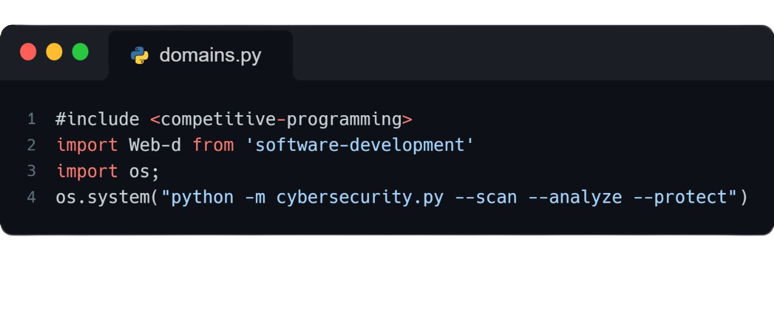 domains.py
1 #include <competitive-programming>
2 import Web-d from 'software-development'
3 import os;
4 os.system("python -m cybersecurity.py --scan --analyze --protect")